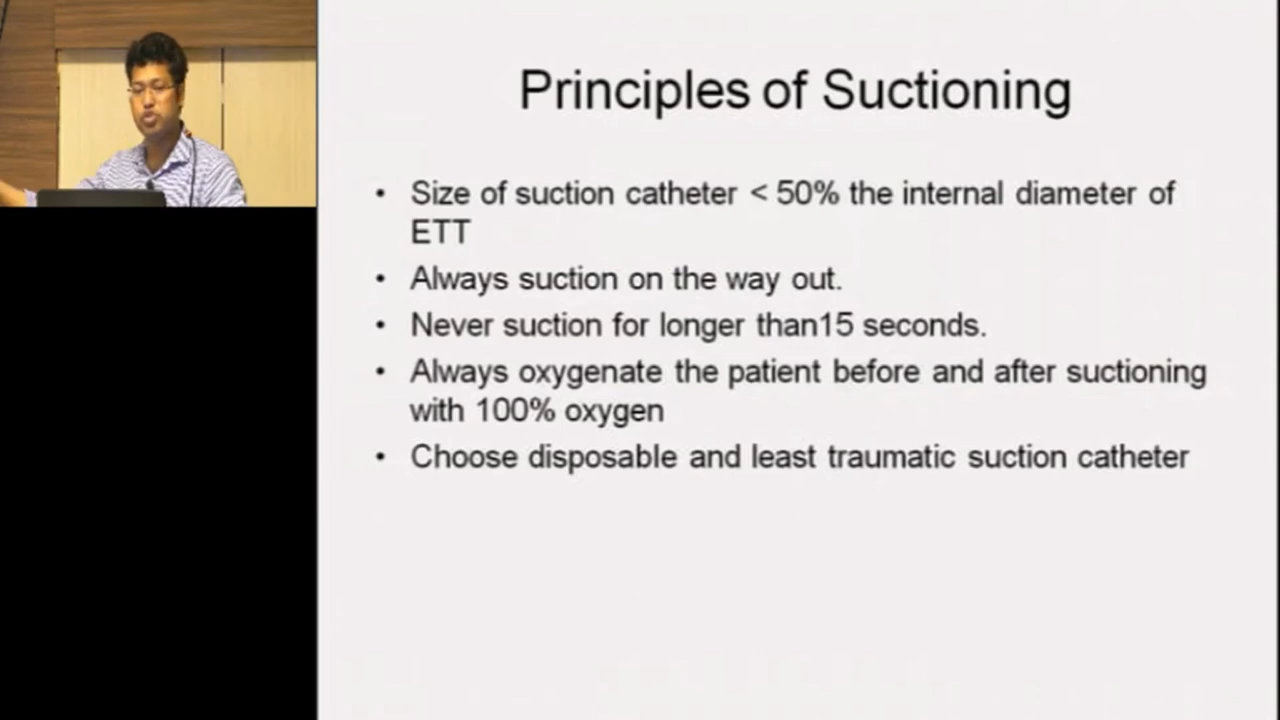 Principles of Suctioning
• Size of suction catheter < 50% the internal diameter of
ETT
• Always suction on the way out.
• Never suction for longer than15 seconds.
• Always oxygenate the patient before and after suctioning
with 100% oxygen
• Choose disposable and least traumatic suction catheter